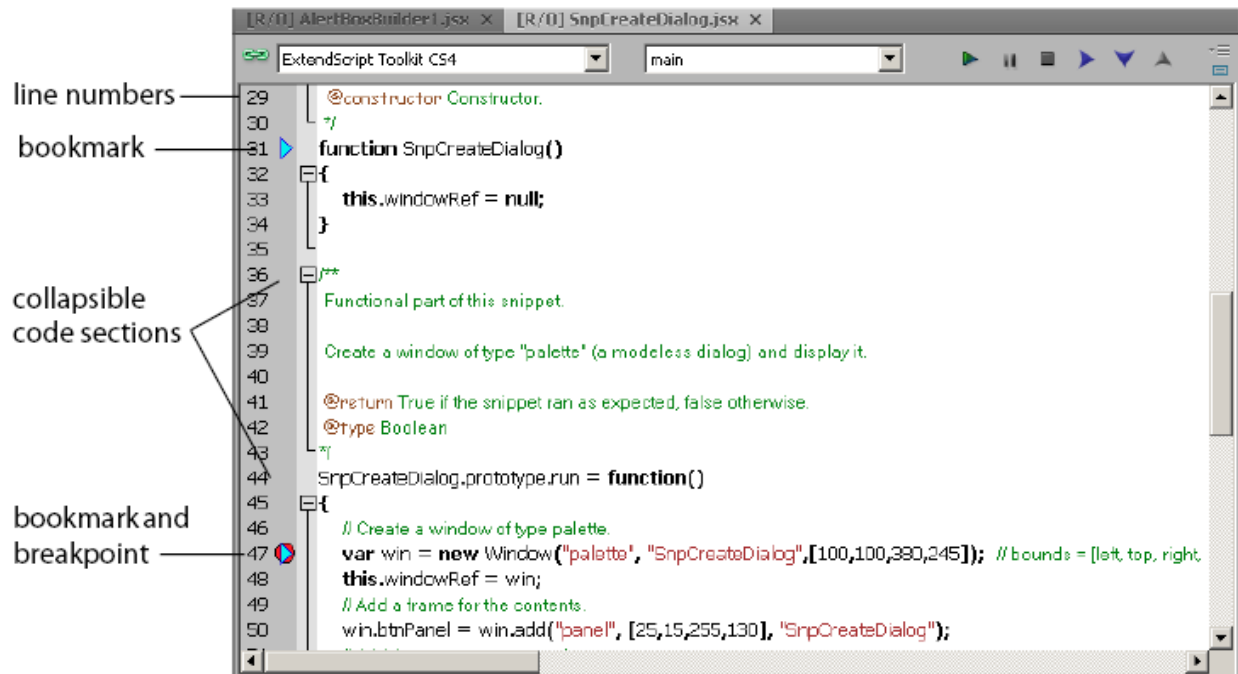 [R/O] AlertBoxBuilder1.jsx X [R/O] SnpCreateDialog.jsx X
ExtendScript Toolkit CS4 main
line numbers
29 @constructor Constructor.
30 */
bookmark
31 function SnpCreateDialog()
32 {
33 this.windowRef = null;
34 }
35
36 /**
collapsible
code sections
37 Functional part of this snippet.
38
39 Create a window of type "palette" (a modeless dialog) and display it.
40
41 @return True if the snippet ran as expected, false otherwise.
42 @type Boolean
43 */
44 SnpCreateDialog.prototype.run = function()
45 {
bookmark and
breakpoint
46 // Create a window of type palette.
47 var win = new Window("palette", "SnpCreateDialog",[100,100,380,245]); // bounds = [left, top, right,
48 this.windowRef = win;
49 // Add a frame for the contents.
50 win.btnPanel = win.add("panel", [25,15,255,130], "SnpCreateDialog");